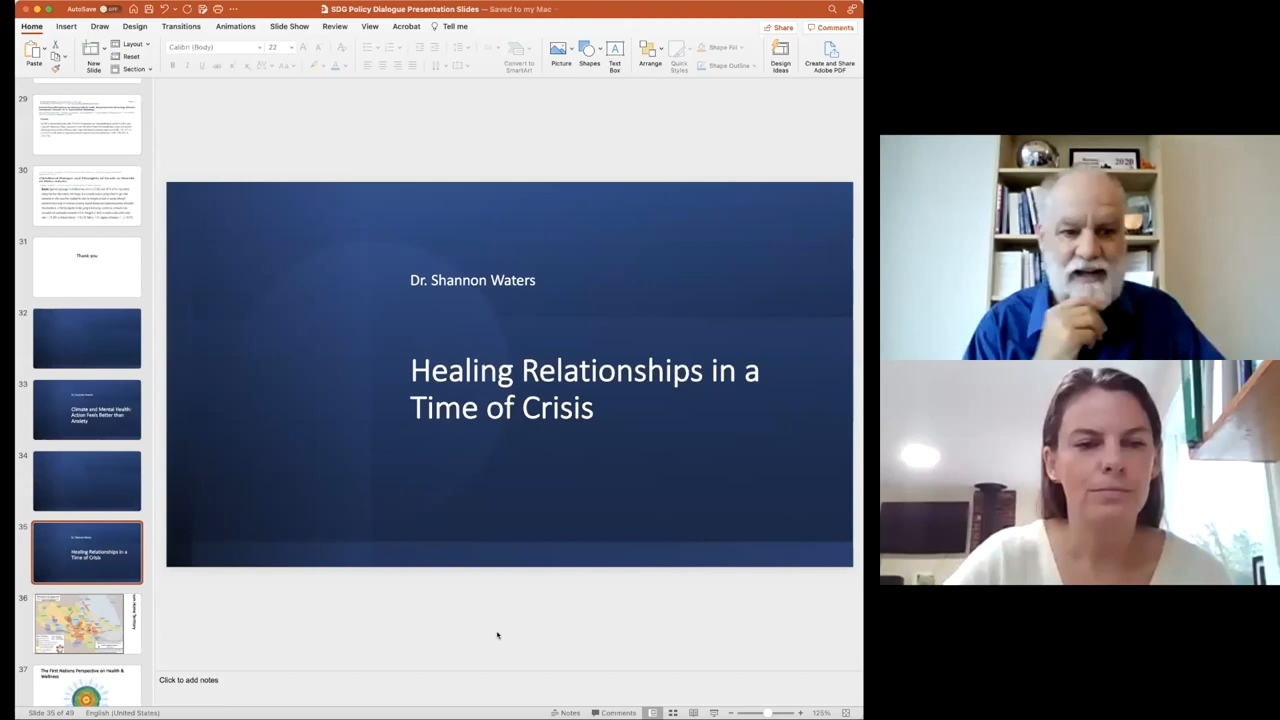 AutoSave OFF
SDG Policy Dialogue Presentation Slides — Saved to my Mac
Home Insert Draw Design Transitions Animations Slide Show Review View Acrobat Tell me
Share Comments
Paste
New Slide
Layout
Reset
Section
Calibri (Body) 22
Convert to SmartArt
Picture
Shapes
Text Box
Arrange
Quick Styles
Shape Fill
Shape Outline
Design Ideas
Create and Share Adobe PDF
29
30
31
Thank you
32
33
Climate and Mental Health:
Action Feels Better than
Anxiety
34
35
Dr. Shannon Waters
Healing Relationships in a
Time of Crisis
36
37
The First Nations Perspective on Health &
Wellness
Dr. Shannon Waters
Healing Relationships in a
Time of Crisis
2020
Click to add notes
Slide 35 of 49 English (United States) Notes Comments 125%